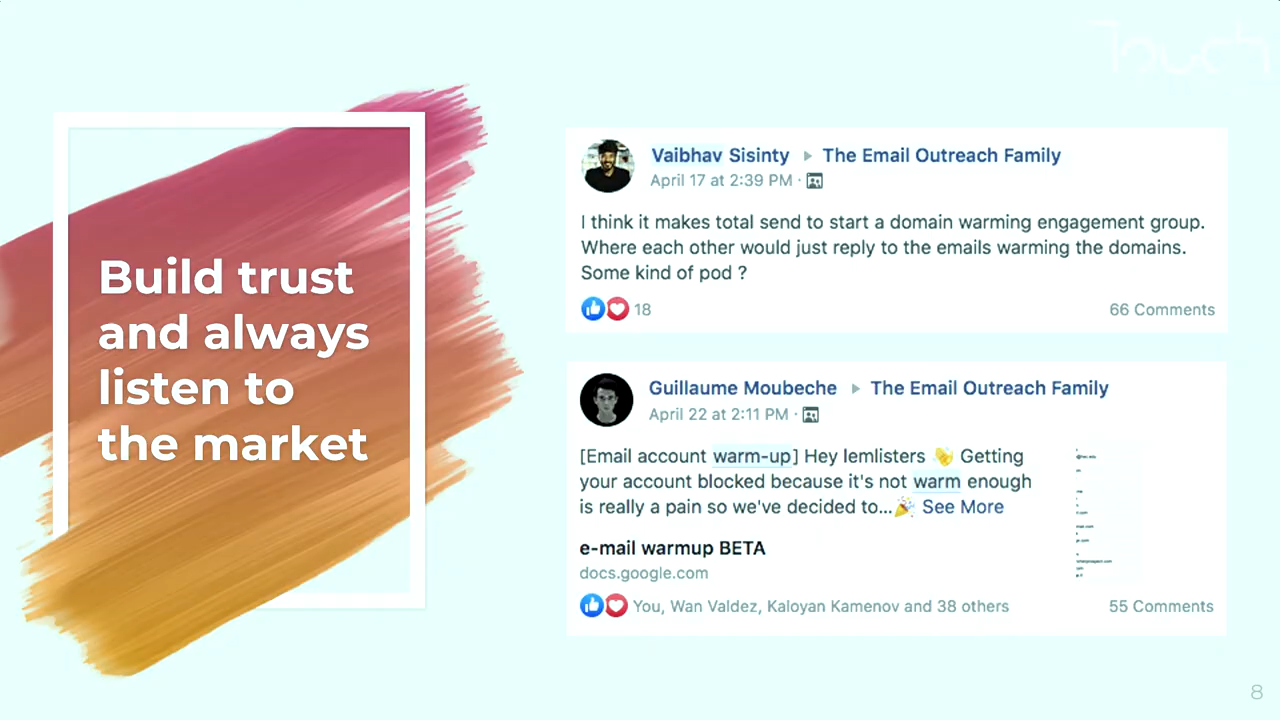 Touch
Build trust
and always
listen to
the market
Vaibhav Sisinty ▸ The Email Outreach Family
April 17 at 2:39 PM ·
I think it makes total send to start a domain warming engagement group.
Where each other would just reply to the emails warming the domains.
Some kind of pod ?
18
66 Comments
Guillaume Moubeche ▸ The Email Outreach Family
April 22 at 2:11 PM ·
[Email account warm-up] Hey lemlisters 👋 Getting
your account blocked because it's not warm enough
is really a pain so we've decided to...🎉 See More
e-mail warmup BETA
docs.google.com
You, Wan Valdez, Kaloyan Kamenov and 38 others
55 Comments
8